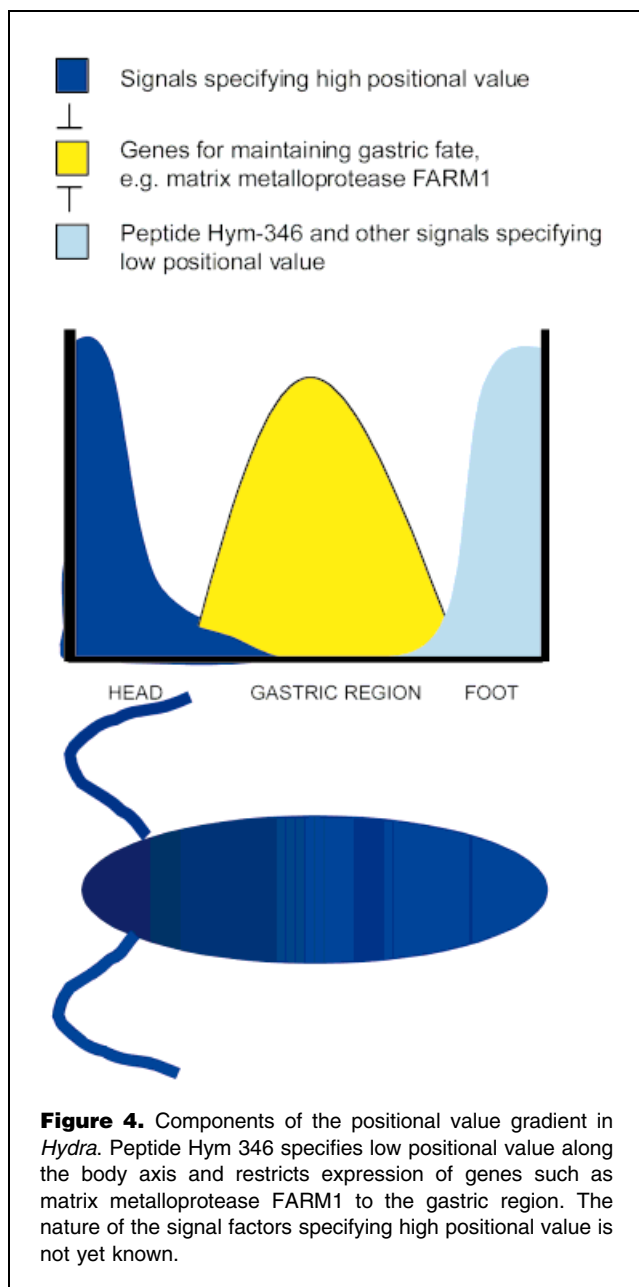 Signals specifying high positional value
Genes for maintaining gastric fate,
e.g. matrix metalloprotease FARM1
Peptide Hym-346 and other signals specifying
low positional value
HEAD GASTRIC REGION FOOT
Figure 4. Components of the positional value gradient in
Hydra. Peptide Hym 346 specifies low positional value along
the body axis and restricts expression of genes such as
matrix metalloprotease FARM1 to the gastric region. The
nature of the signal factors specifying high positional value is
not yet known.